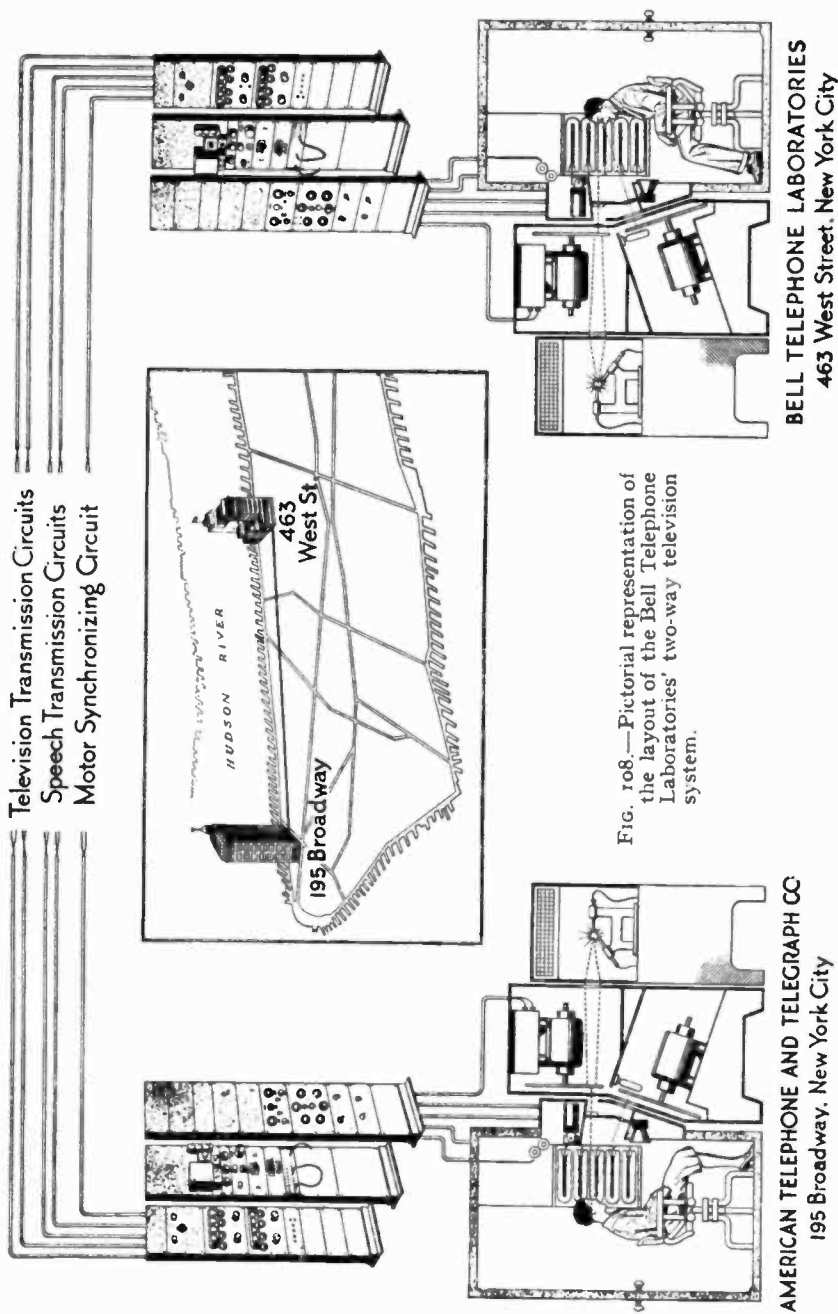 Television Transmission Circuits
Speech Transmission Circuits
Motor Synchronizing Circuit
HUDSON RIVER
195 Broadway
463
West St
FIG. 108.—Pictorial representation of
the layout of the Bell Telephone
Laboratories' two-way television
system.
AMERICAN TELEPHONE AND TELEGRAPH CO
195 Broadway, New York City
BELL TELEPHONE LABORATORIES
463 West Street, New York City